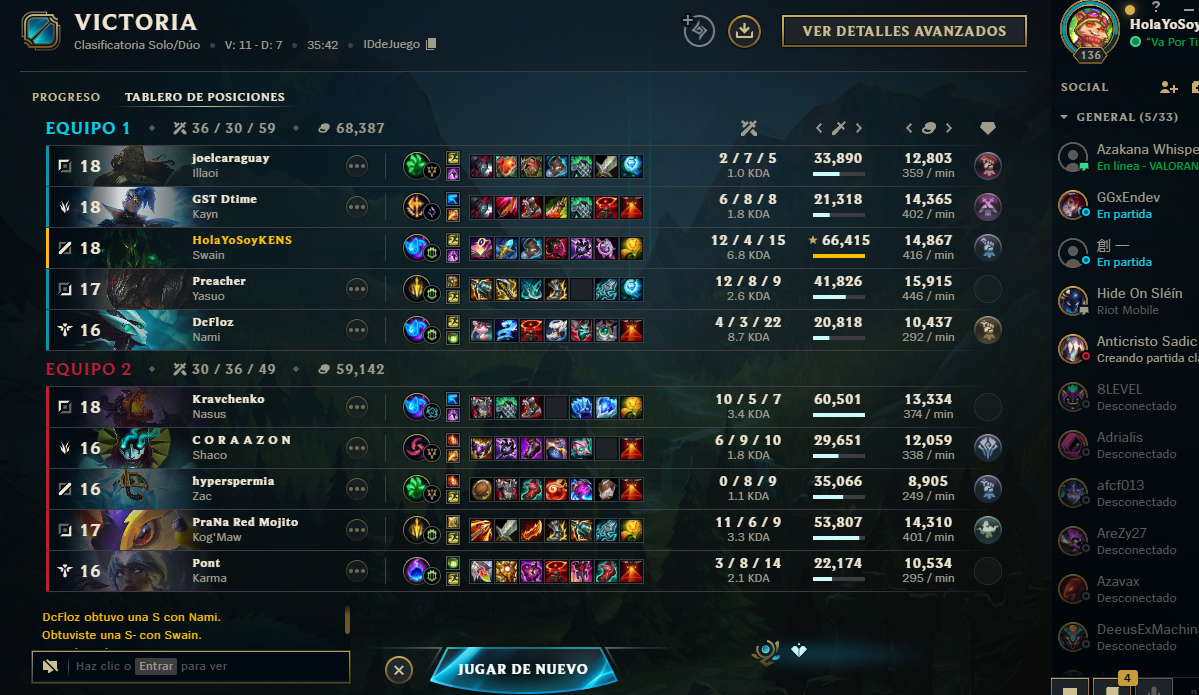 VICTORIA
Clasificatoria Solo/Dúo • V: 11 - D: 7 • 35:42 • IDdeJuego
VER DETALLES AVANZADOS
PROGRESO TABLERO DE POSICIONES
EQUIPO 1 • 36 / 30 / 59 • 68,387
18 joelcaraguay 2 / 7 / 5 33,890 12,803
Illaoi 1.0 KDA 359 / min
18 GST Dtime 6 / 8 / 8 21,318 14,365
Kayn 1.8 KDA 402 / min
18 HolaYoSoyKENS 12 / 4 / 15 66,415 14,867
Swain 6.8 KDA 416 / min
17 Preacher 12 / 8 / 9 41,826 15,915
Yasuo 2.6 KDA 446 / min
16 DcFloz 4 / 3 / 22 20,818 10,437
Nami 8.7 KDA 292 / min
EQUIPO 2 • 30 / 36 / 49 • 59,142
18 Kravchenko 10 / 5 / 7 60,501 13,334
Nasus 3.4 KDA 374 / min
16 C O R A A Z O N 6 / 9 / 10 29,651 12,059
Shaco 1.8 KDA 338 / min
16 hyperspermia 0 / 8 / 9 35,066 8,905
Zac 1.1 KDA 249 / min
17 PraNa Red Mojito 11 / 6 / 9 53,807 14,310
Kog'Maw 3.3 KDA 401 / min
16 Pont 3 / 8 / 14 22,174 10,534
Karma 2.1 KDA 295 / min
DcFloz obtuvo una S con Nami.
Obtuviste una S- con Swain.
Haz clic o Entrar para ver
JUGAR DE NUEVO
?
HolaYoSoy
136
"Va Por Ti
SOCIAL
GENERAL (5/33)
Azakana Whispe
En línea - VALORAN
GGxEndev
En partida
創 一
En partida
Hide On Sléín
Riot Mobile
Anticristo Sadic
Creando partida cla
8LEVEL
Desconectado
Adrialis
Desconectado
afcf013
Desconectado
AreZy27
Desconectado
Azavax
Desconectado
DeeusExMachin
Desconectado
4